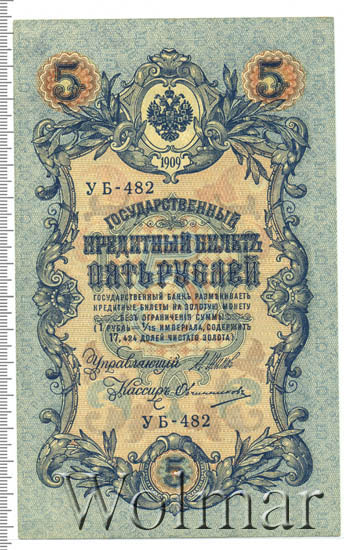 5 5
1909
УБ-482
ГОСУДАРСТВЕННЫЙ
КРЕДИТНЫЙ БИЛЕТЪ
ПЯТЬ РУБЛЕЙ
ГОСУДАРСТВЕННЫЙ БАНКЪ РАЗМѢНИВАЕТЪ
КРЕДИТНЫЕ БИЛЕТЫ НА ЗОЛОТУЮ МОНЕТУ
БЕЗЪ ОГРАНИЧЕНІЯ СУММЫ
(1 РУБЛЬ = 1/15 ИМПЕРІАЛА, СОДЕРЖИТЪ
17,424 ДОЛЕЙ ЧИСТАГО ЗОЛОТА).
Управляющій
Кассиръ Овчинниковъ
УБ-482
5
Wolmar